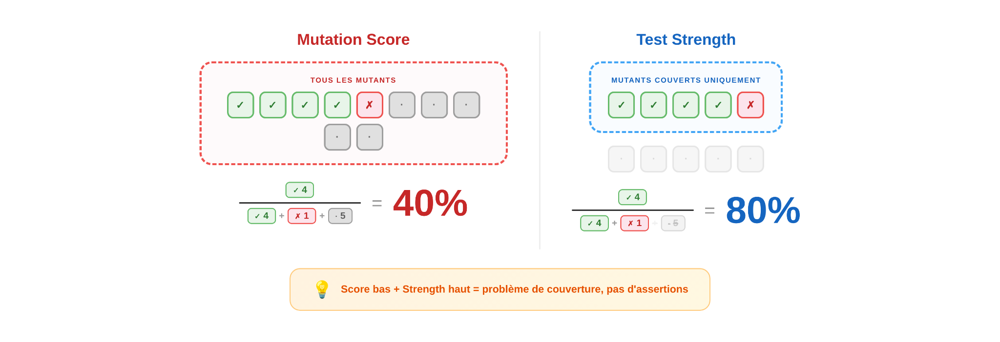 Mutation Score
TOUS LES MUTANTS
✓ ✓ ✓ ✓ ✗ · · ·
· ·
✓ 4
✓ 4 + ✗ 1 + · 5
= 40%
Test Strength
MUTANTS COUVERTS UNIQUEMENT
✓ ✓ ✓ ✓ ✗
· · · · ·
✓ 4
✓ 4 + ✗ 1 + · 5
= 80%
💡 Score bas + Strength haut = problème de couverture, pas d'assertions